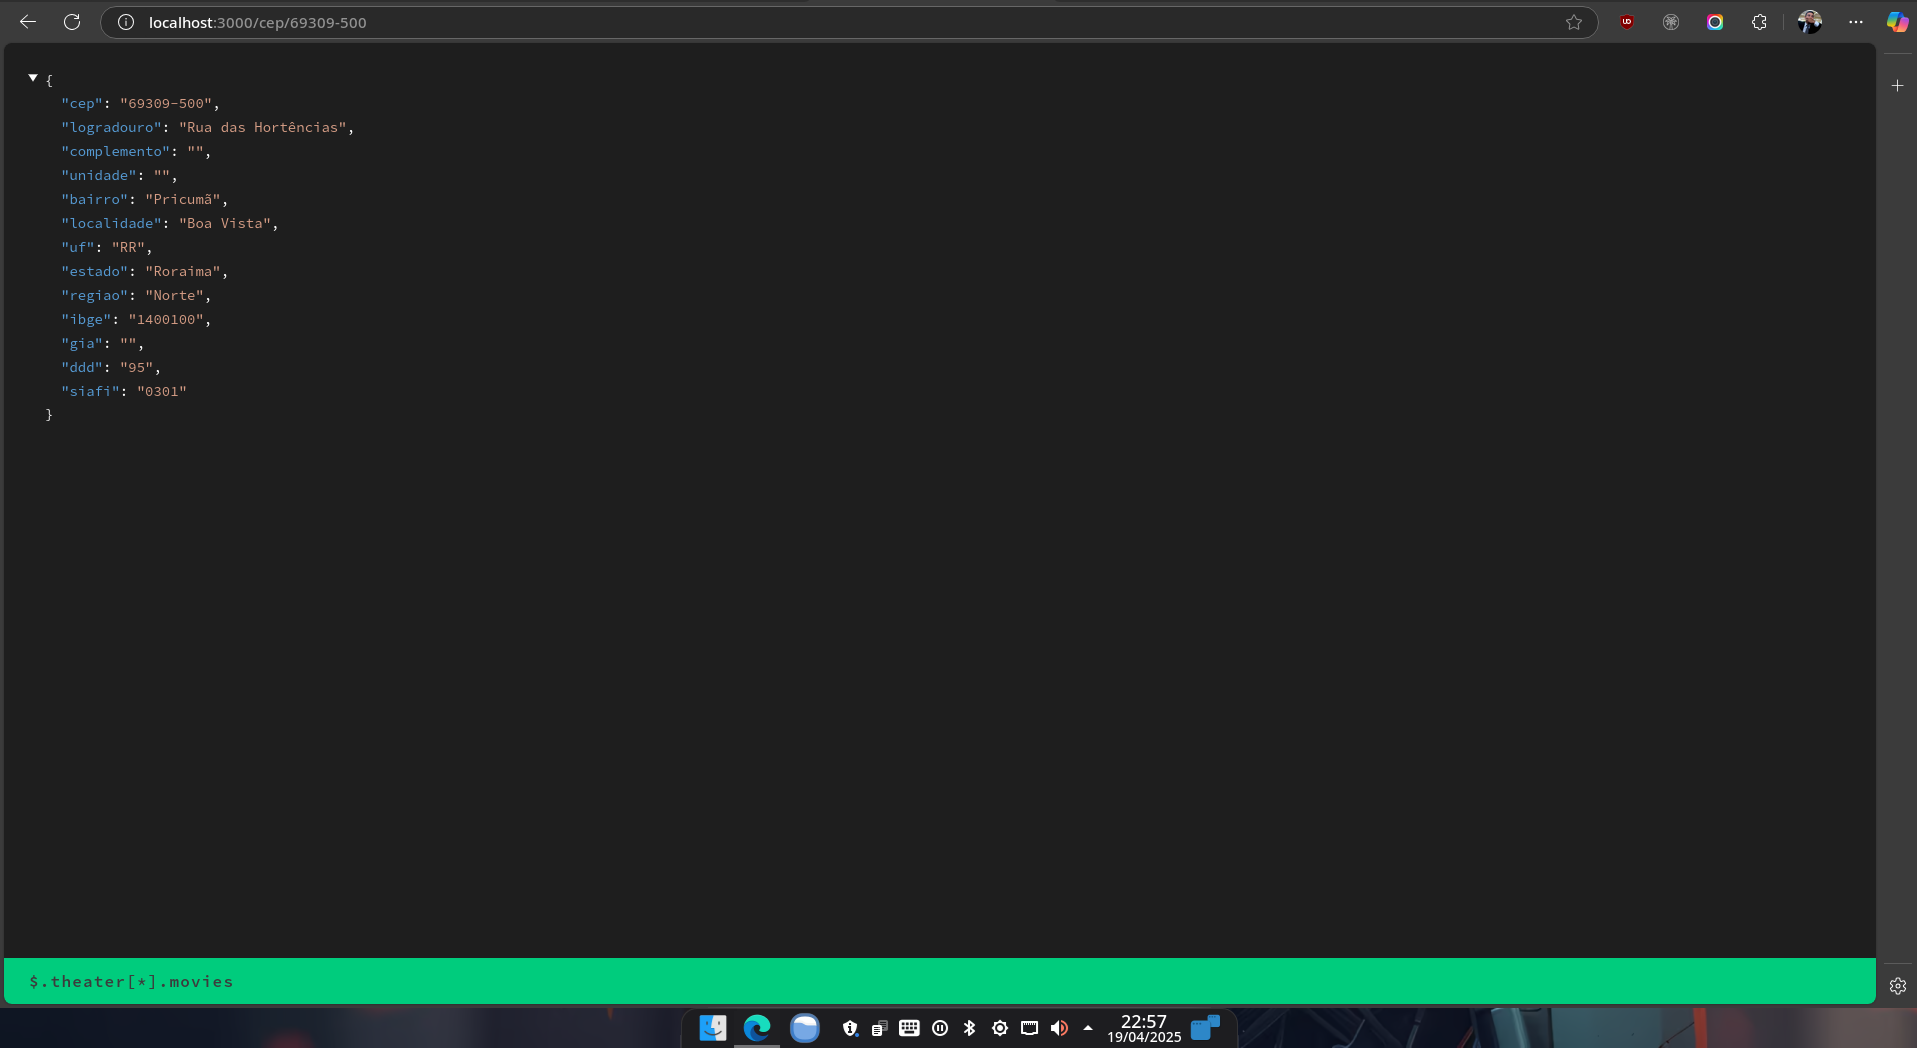 localhost:3000/cep/69309-500
{
"cep": "69309-500",
"logradouro": "Rua das Hortências",
"complemento": "",
"unidade": "",
"bairro": "Pricumã",
"localidade": "Boa Vista",
"uf": "RR",
"estado": "Roraima",
"regiao": "Norte",
"ibge": "1400100",
"gia": "",
"ddd": "95",
"siafi": "0301"
}
$.theater[*].movies
22:57
19/04/2025